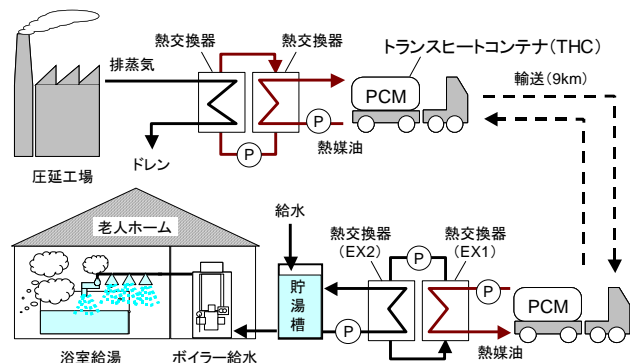 熱交換器
熱交換器
トランスヒートコンテナ(THC)
排蒸気
PCM
輸送(9km)
P
ドレン
P
熱媒油
圧延工場
老人ホーム
給水
熱交換器
(EX2)
熱交換器
(EX1)
P
P
貯湯槽
PCM
P
P
熱媒油
浴室給湯
ボイラー給水